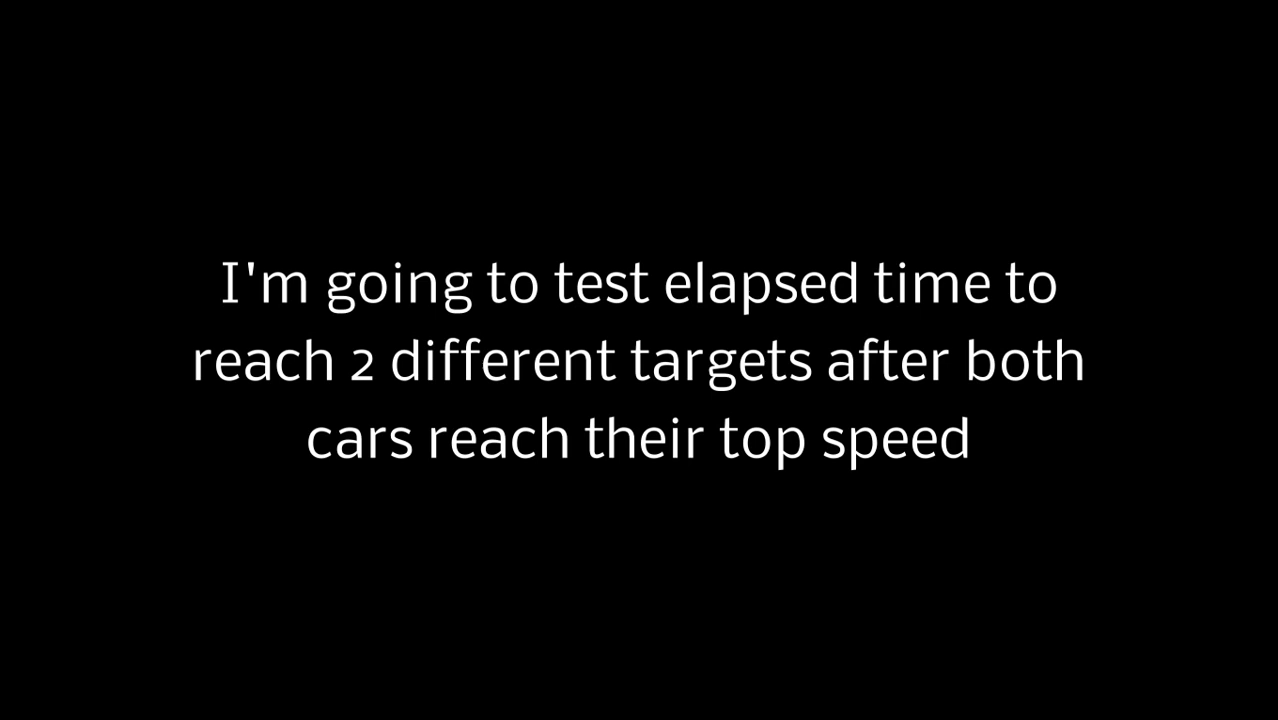 I'm going to test elapsed time to
reach 2 different targets after both
cars reach their top speed